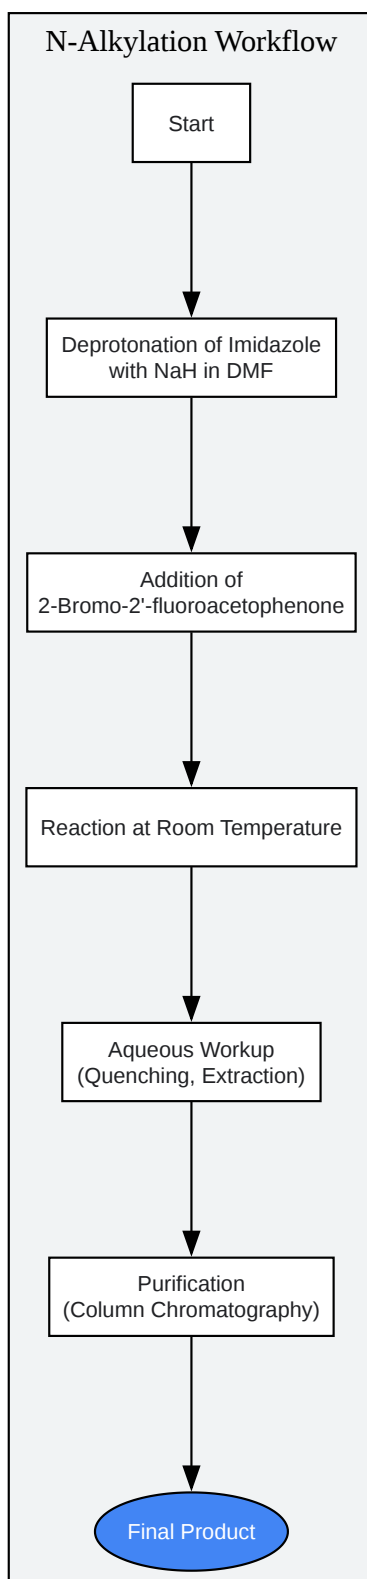 N-Alkylation Workflow
Start
Deprotonation of Imidazole
with NaH in DMF
Addition of
2-Bromo-2'-fluoroacetophenone
Reaction at Room Temperature
Aqueous Workup
(Quenching, Extraction)
Purification
(Column Chromatography)
Final Product